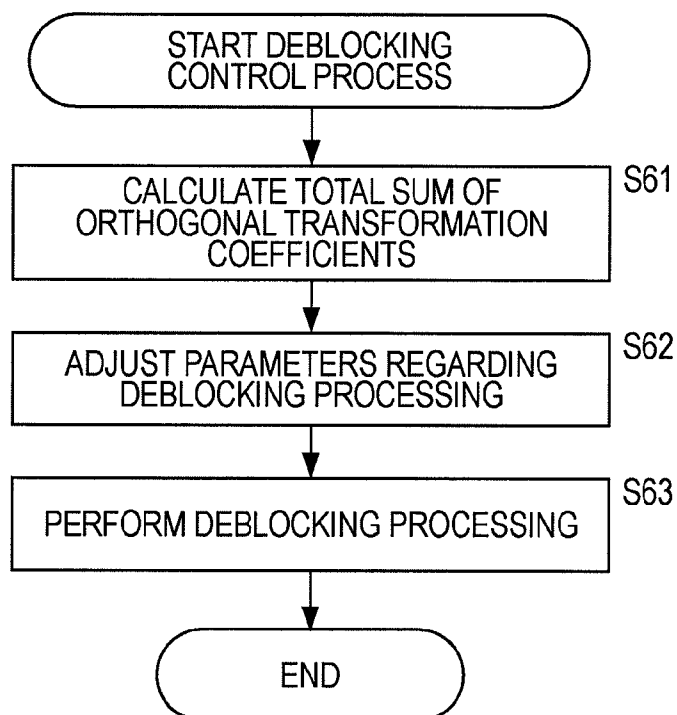 START DEBLOCKING
CONTROL PROCESS
S61
CALCULATE TOTAL SUM OF
ORTHOGONAL TRANSFORMATION
COEFFICIENTS
S62
ADJUST PARAMETERS REGARDING
DEBLOCKING PROCESSING
S63
PERFORM DEBLOCKING PROCESSING
END